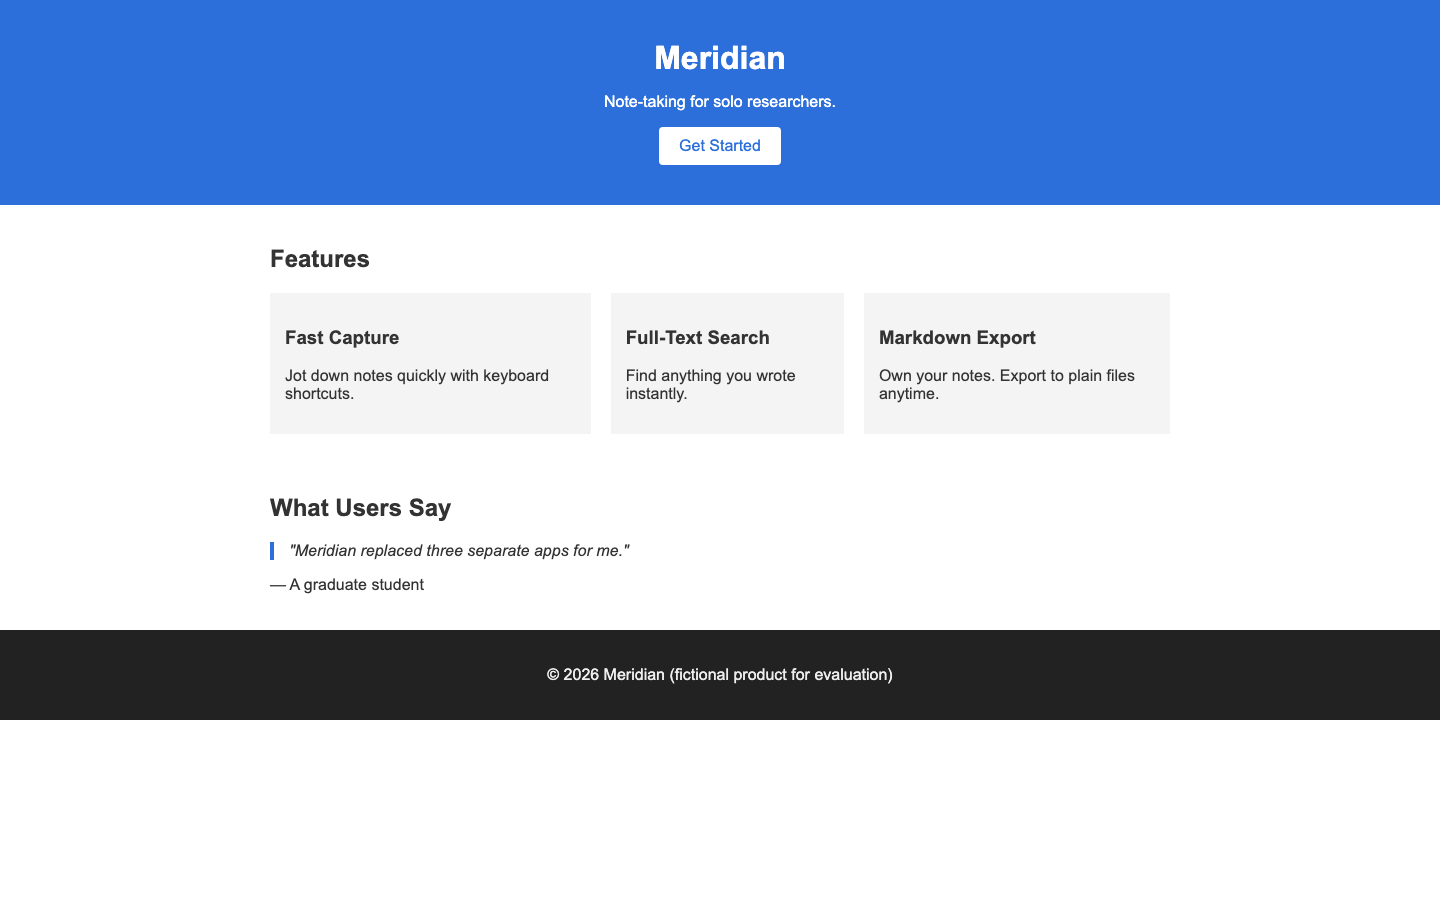 Meridian
Note-taking for solo researchers.
Get Started
Features
Fast Capture
Jot down notes quickly with keyboard
shortcuts.
Full-Text Search
Find anything you wrote
instantly.
Markdown Export
Own your notes. Export to plain files
anytime.
What Users Say
"Meridian replaced three separate apps for me."
— A graduate student
© 2026 Meridian (fictional product for evaluation)